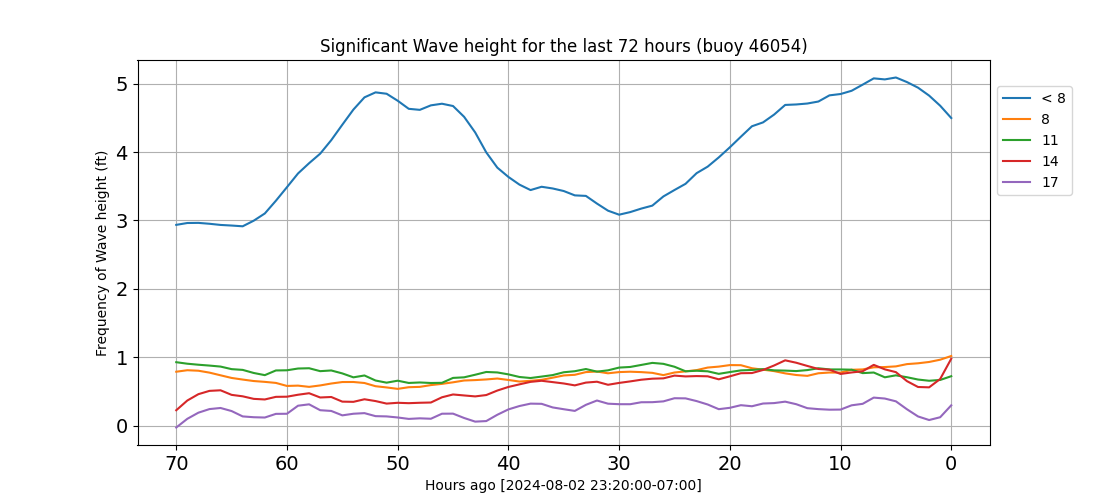 Significant Wave height for the last 72 hours (buoy 46054)
Frequency of Wave height (ft)
5
4
3
2
1
0
70 60 50 40 30 20 10 0
Hours ago [2024-08-02 23:20:00-07:00]
< 8
8
11
14
17